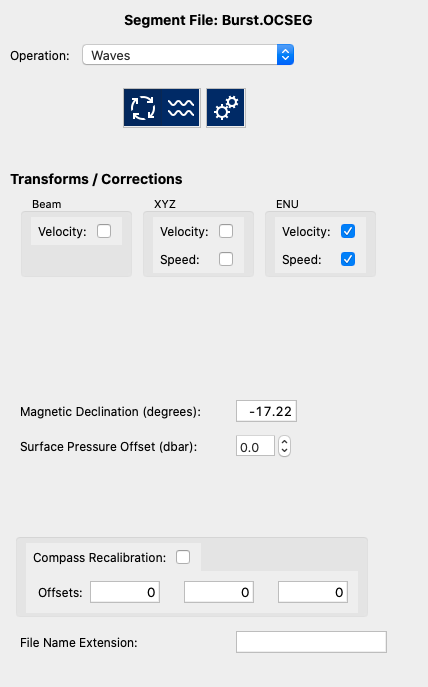 Segment File: Burst.OCSEG
Operation: Waves
Transforms / Corrections
Beam XYZ ENU
Velocity: Velocity: Velocity:
Speed: Speed:
Magnetic Declination (degrees): -17.22
Surface Pressure Offset (dbar): 0.0
Compass Recalibration:
Offsets: 0 0 0
File Name Extension: